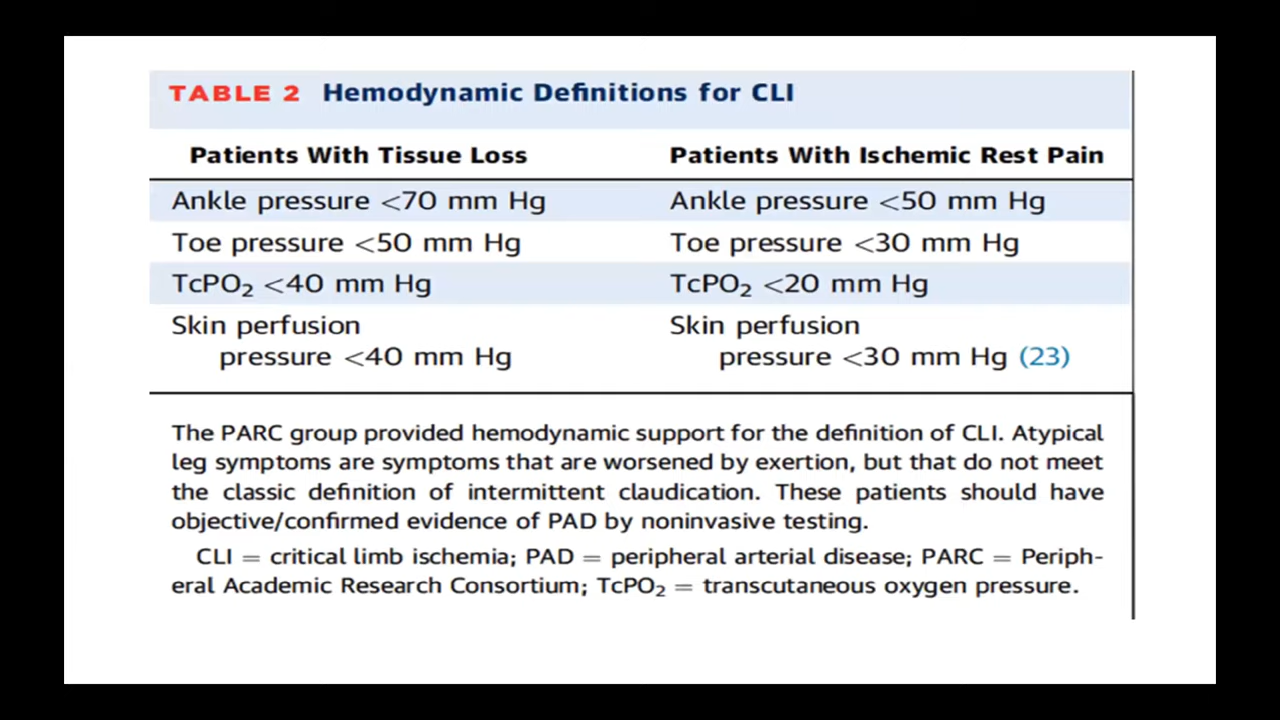 TABLE 2 Hemodynamic Definitions for CLI
Patients With Tissue Loss Patients With Ischemic Rest Pain
Ankle pressure <70 mm Hg Ankle pressure <50 mm Hg
Toe pressure <50 mm Hg Toe pressure <30 mm Hg
TcPO₂ <40 mm Hg TcPO₂ <20 mm Hg
Skin perfusion Skin perfusion
pressure <40 mm Hg pressure <30 mm Hg (23)
The PARC group provided hemodynamic support for the definition of CLI. Atypical
leg symptoms are symptoms that are worsened by exertion, but that do not meet
the classic definition of intermittent claudication. These patients should have
objective/confirmed evidence of PAD by noninvasive testing.
CLI = critical limb ischemia; PAD = peripheral arterial disease; PARC = Periph-
eral Academic Research Consortium; TcPO₂ = transcutaneous oxygen pressure.